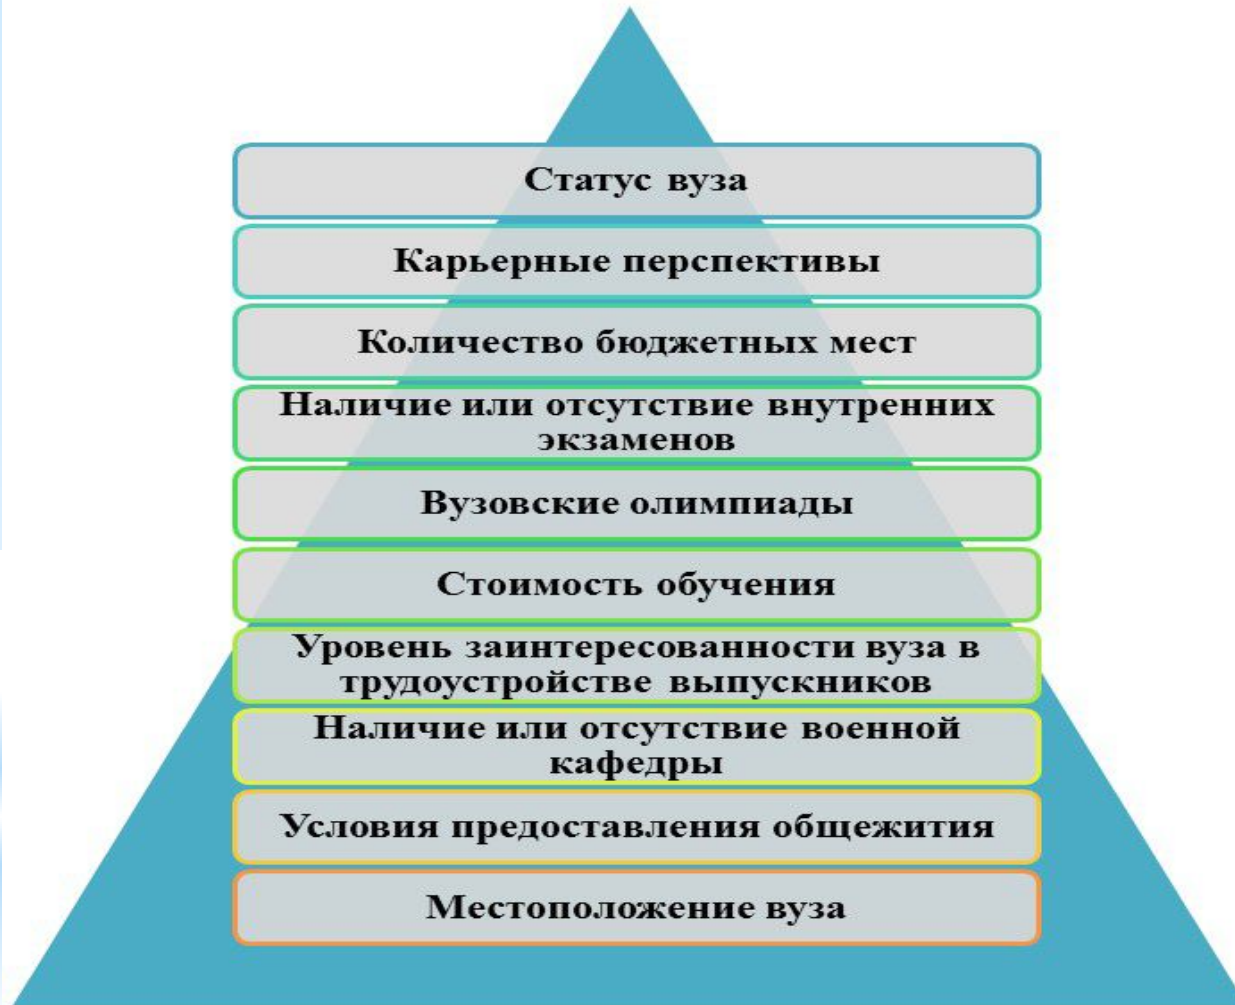 Статус вуза
Карьерные перспективы
Количество бюджетных мест
Наличие или отсутствие внутренних
экзаменов
Вузовские олимпиады
Стоимость обучения
Уровень заинтересованности вуза в
трудоустройстве выпускников
Наличие или отсутствие военной
кафедры
Условия предоставления общежития
Местоположение вуза